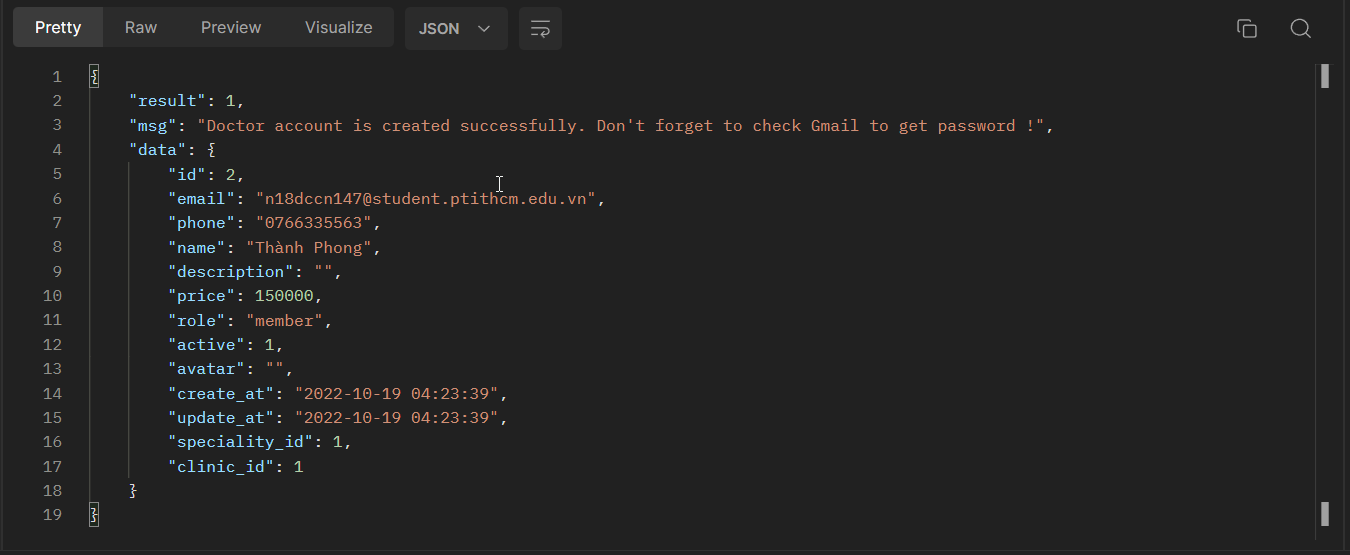 Pretty Raw Preview Visualize JSON
1 {
2 "result": 1,
3 "msg": "Doctor account is created successfully. Don't forget to check Gmail to get password !",
4 "data": {
5 "id": 2,
6 "email": "n18dccn147@student.ptithcm.edu.vn",
7 "phone": "0766335563",
8 "name": "Thành Phong",
9 "description": "",
10 "price": 150000,
11 "role": "member",
12 "active": 1,
13 "avatar": "",
14 "create_at": "2022-10-19 04:23:39",
15 "update_at": "2022-10-19 04:23:39",
16 "speciality_id": 1,
17 "clinic_id": 1
18 }
19 }